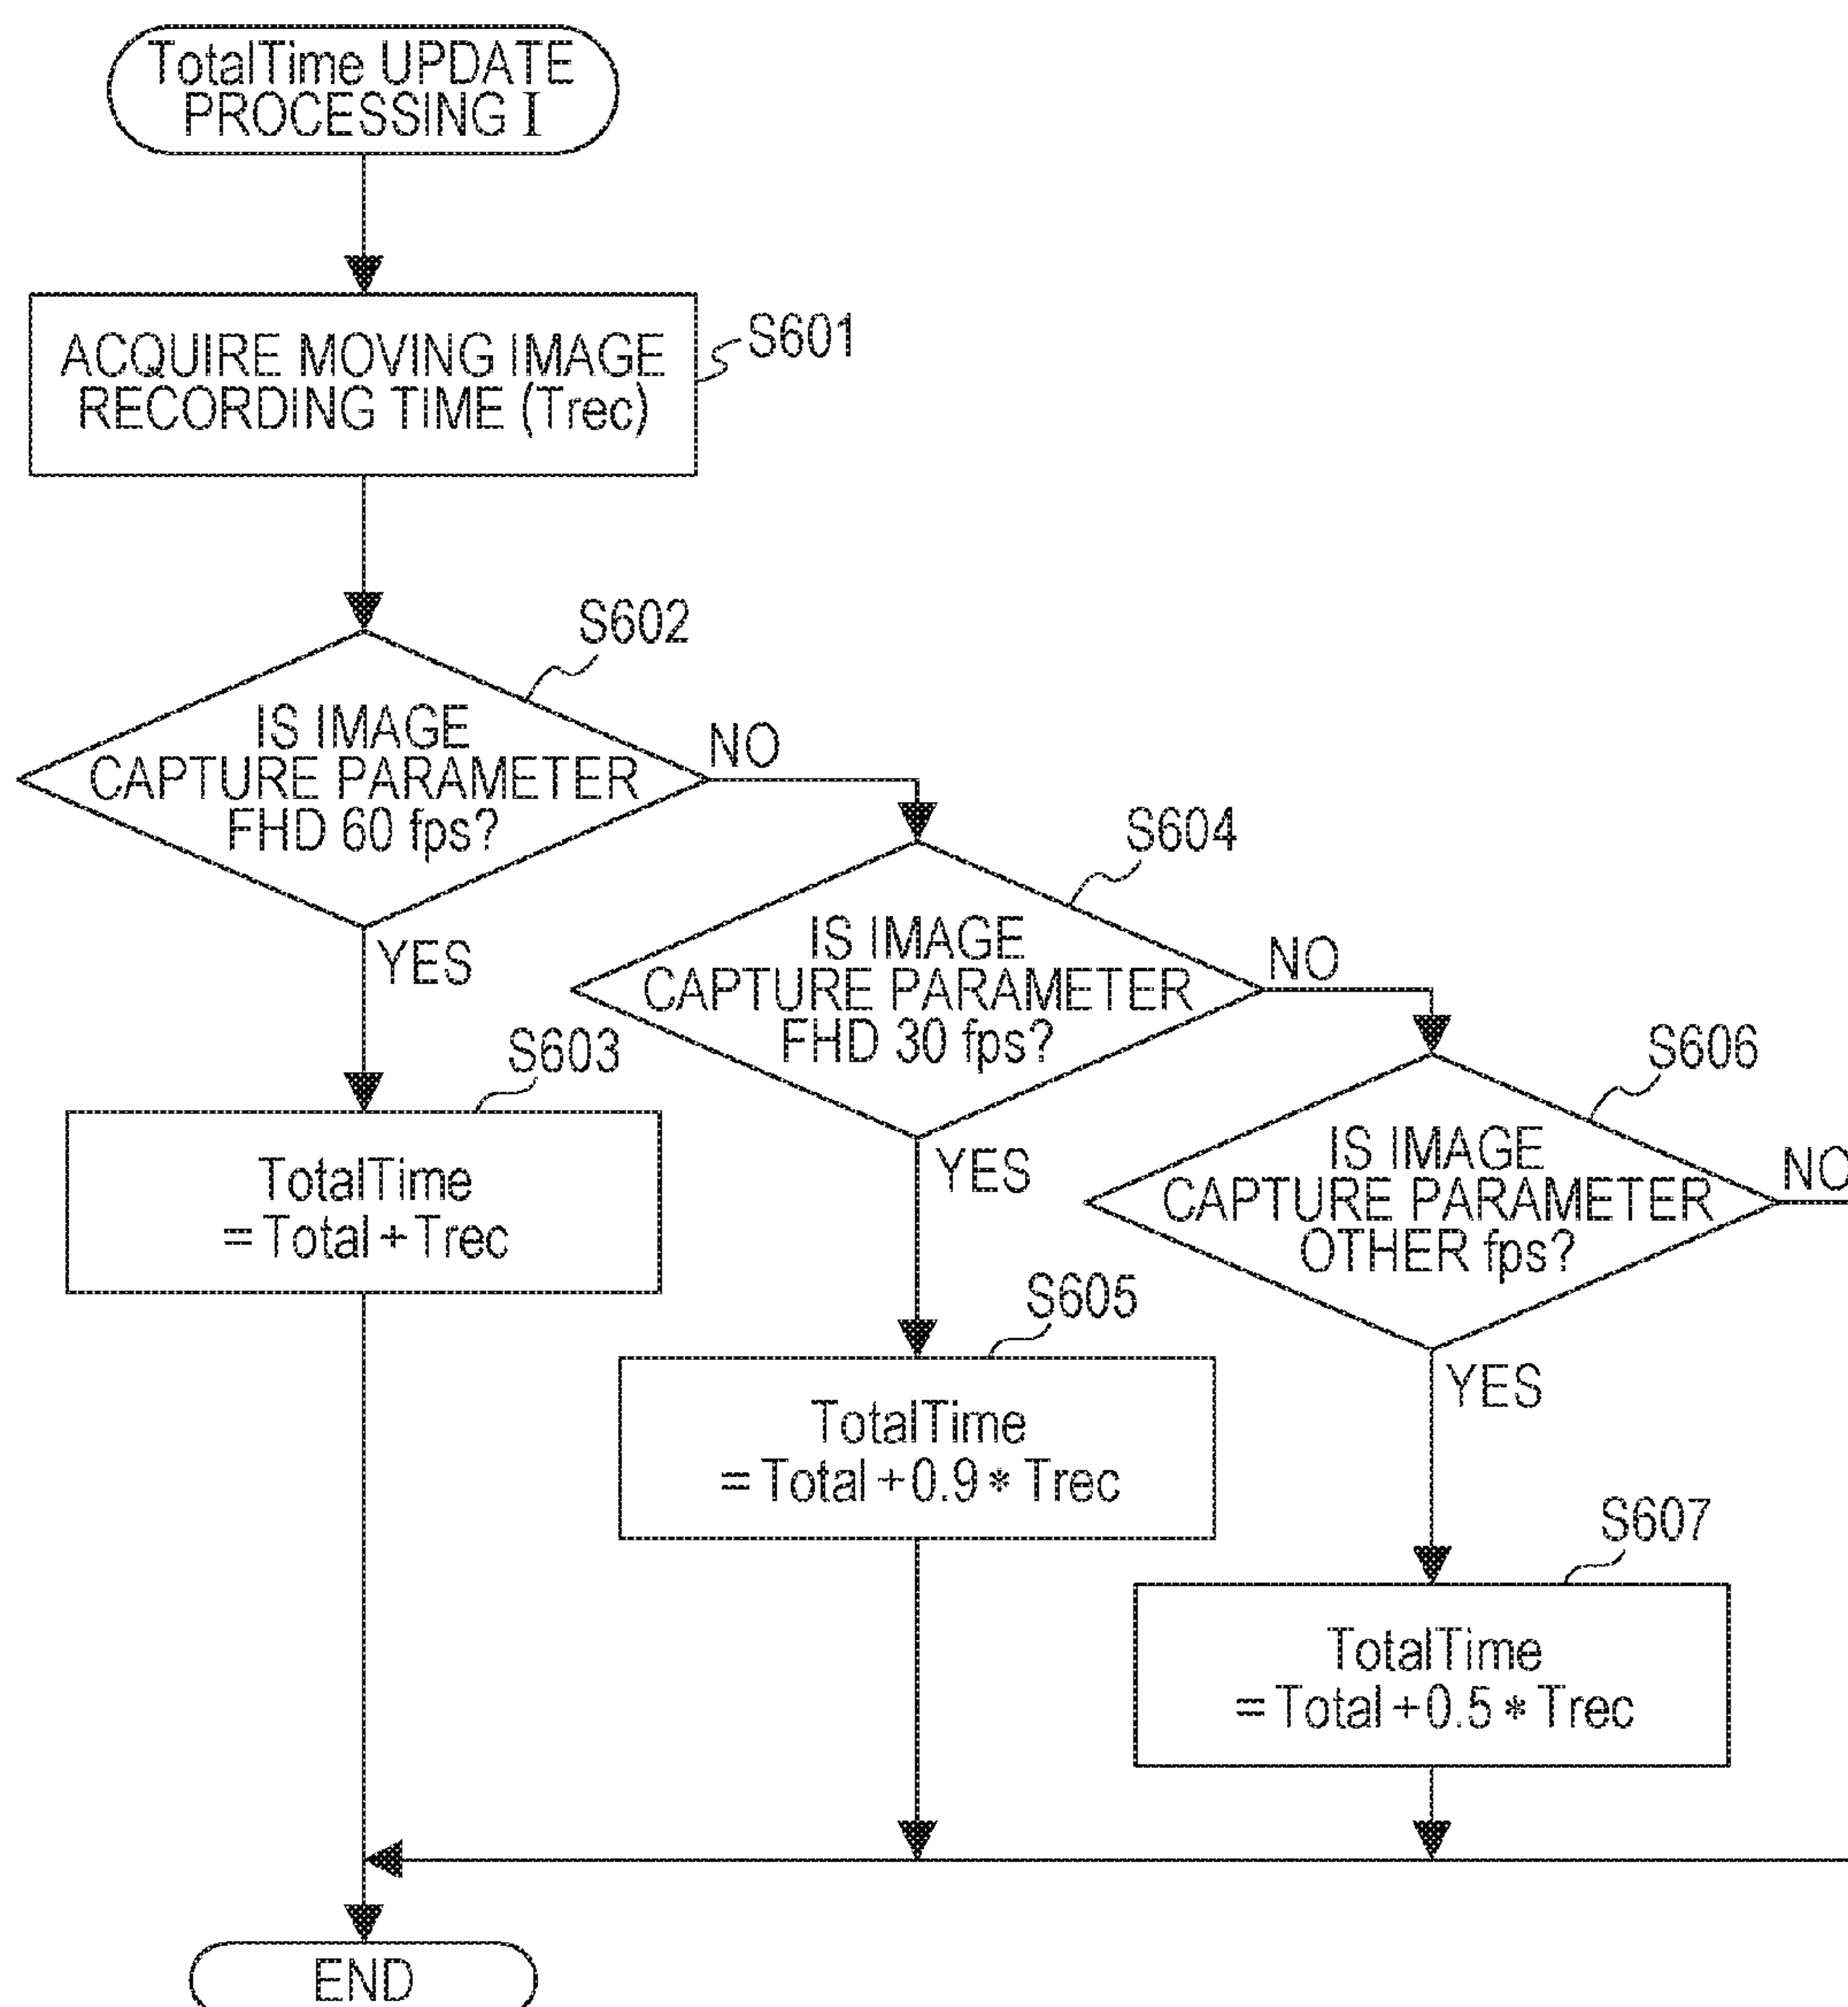 TotalTime UPDATE
PROCESSING I
ACQUIRE MOVING IMAGE
RECORDING TIME (Trec)
S601
S602
IS IMAGE
CAPTURE PARAMETER
FHD 60 fps?
NO
YES
S603
TotalTime
= Total + Trec
S604
IS IMAGE
CAPTURE PARAMETER
FHD 30 fps?
NO
YES
S605
TotalTime
= Total + 0.9 * Trec
S606
IS IMAGE
CAPTURE PARAMETER
OTHER fps?
NO
YES
S607
TotalTime
= Total + 0.5 * Trec
END